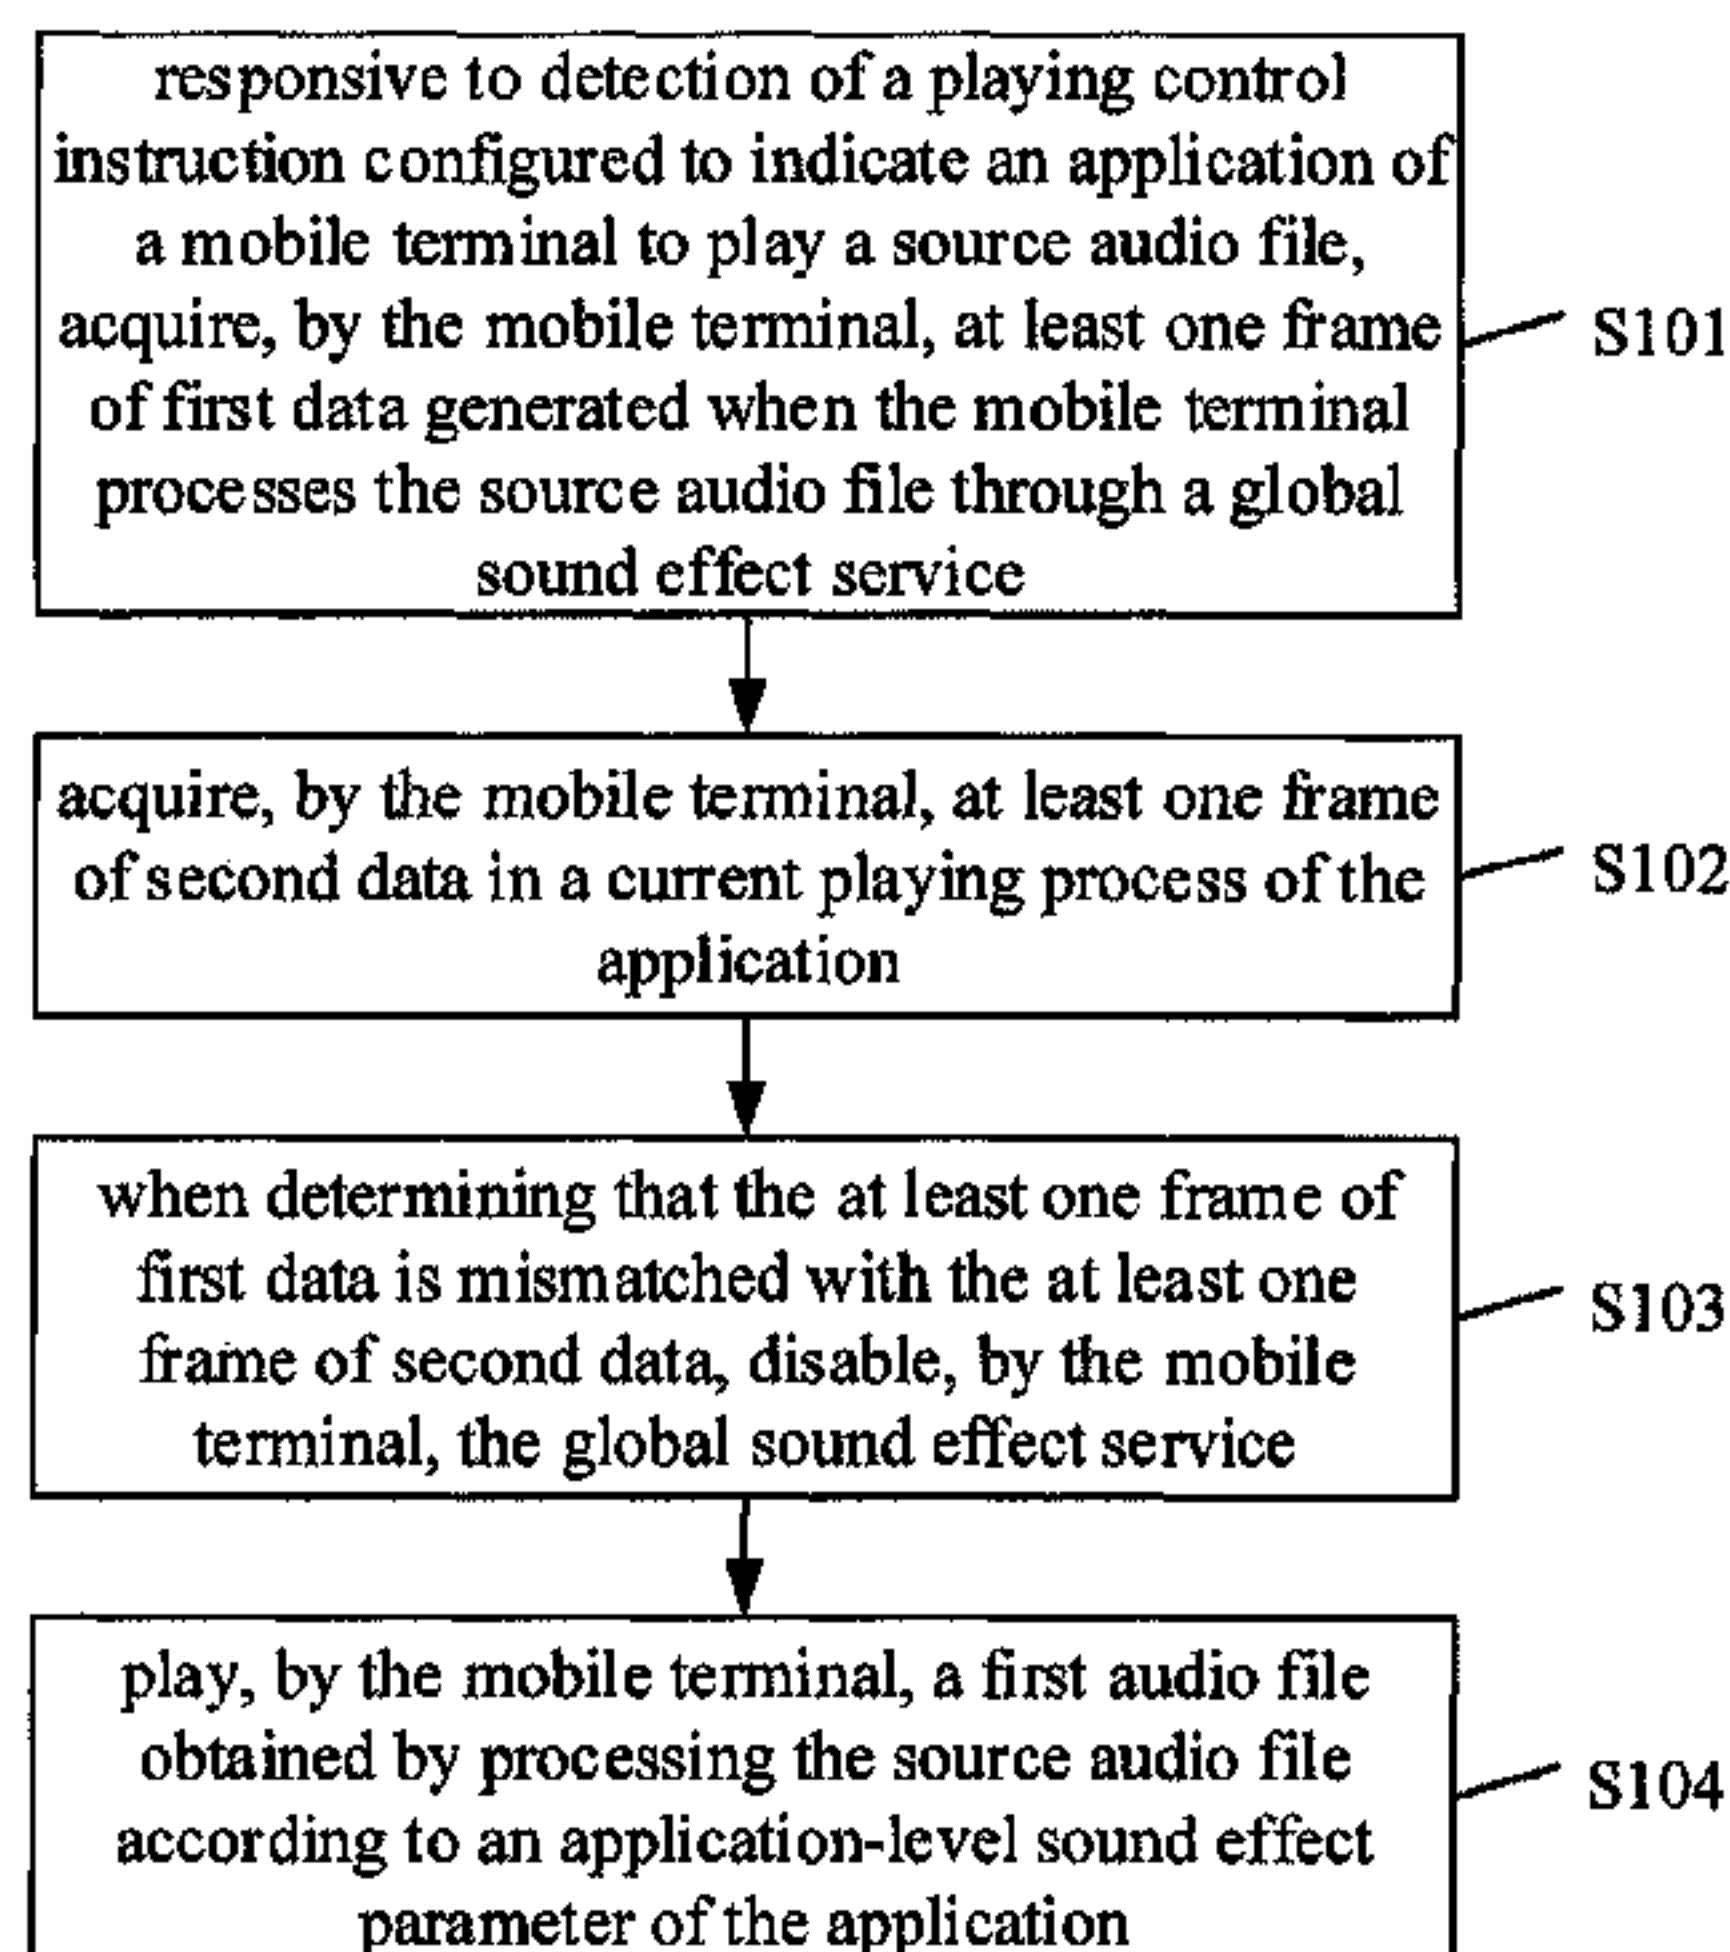 responsive to detection of a playing control
instruction configured to indicate an application of
a mobile terminal to play a source audio file,
acquire, by the mobile terminal, at least one frame
of first data generated when the mobile terminal
processes the source audio file through a global
sound effect service
S101
acquire, by the mobile terminal, at least one frame
of second data in a current playing process of the
application
S102
when determining that the at least one frame of
first data is mismatched with the at least one
frame of second data, disable, by the mobile
terminal, the global sound effect service
S103
play, by the mobile terminal, a first audio file
obtained by processing the source audio file
according to an application-level sound effect
parameter of the application
S104